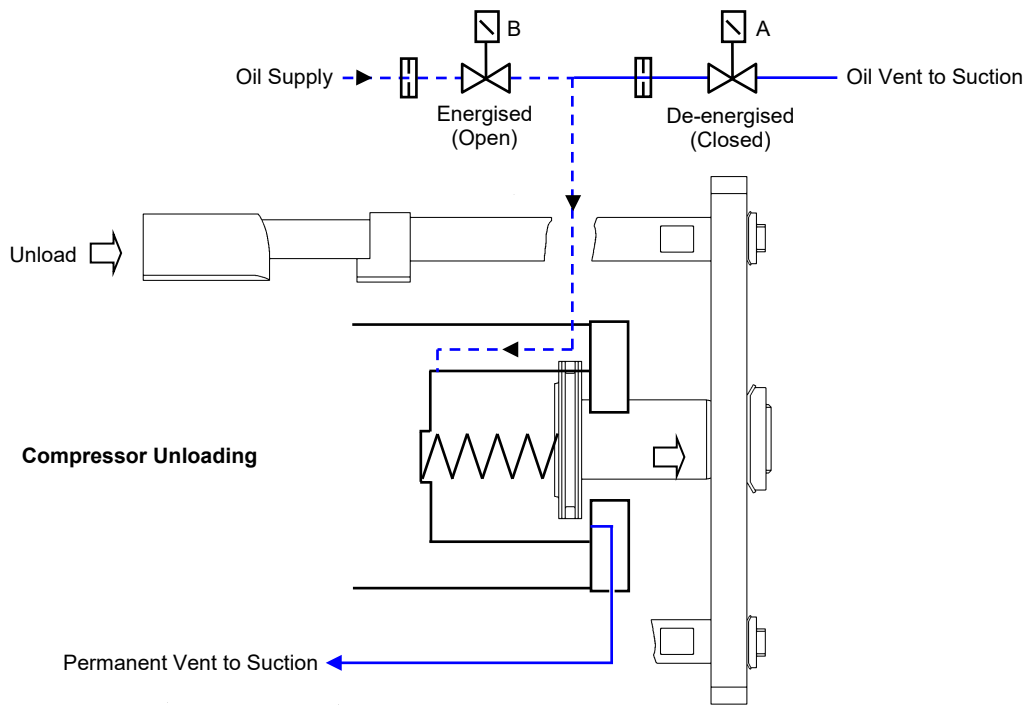 B
A
Oil Supply
Oil Vent to Suction
Energised
(Open)
De-energised
(Closed)
Unload
Compressor Unloading
Permanent Vent to Suction